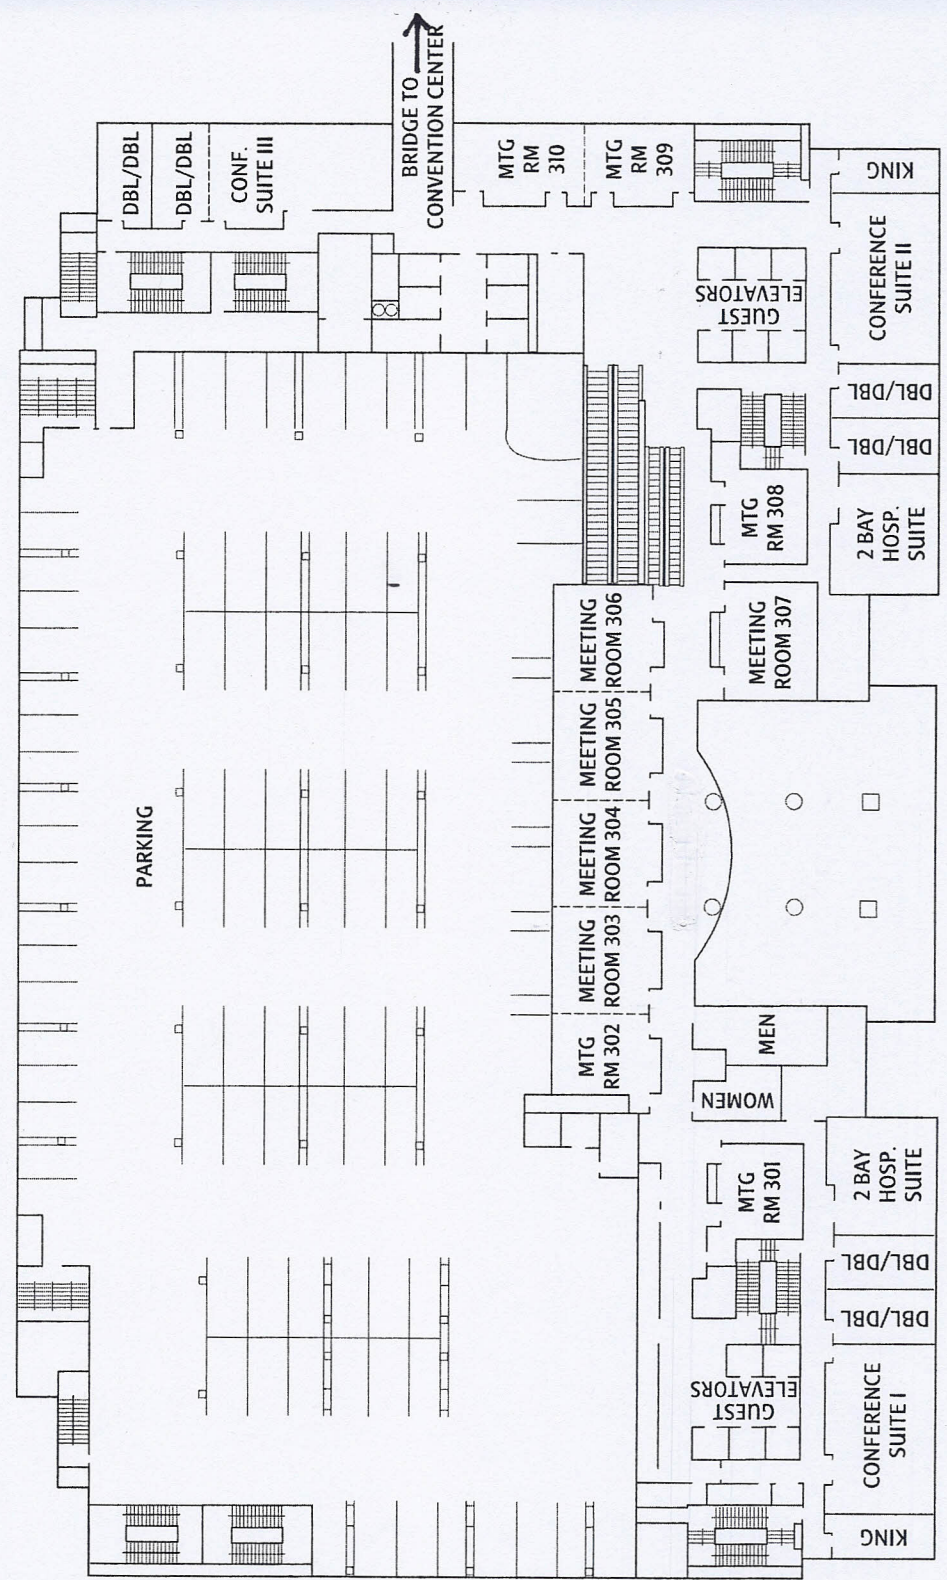 BRIDGE TO
CONVENTION CENTER
DBL/DBL
DBL/DBL
CONF.
SUITE III
MTG
RM
310
MTG
RM
309
KING
GUEST
ELEVATORS
CONFERENCE
SUITE II
DBL/DBL
DBL/DBL
MTG
RM 308
2 BAY
HOSP.
SUITE
MEETING
ROOM 306
MEETING
ROOM 307
MEETING
ROOM 305
PARKING
MEETING
ROOM 304
MEETING
ROOM 303
MTG
RM 302
MEN
WOMEN
MTG
RM 301
2 BAY
HOSP.
SUITE
DBL/DBL
DBL/DBL
GUEST
ELEVATORS
CONFERENCE
SUITE I
KING